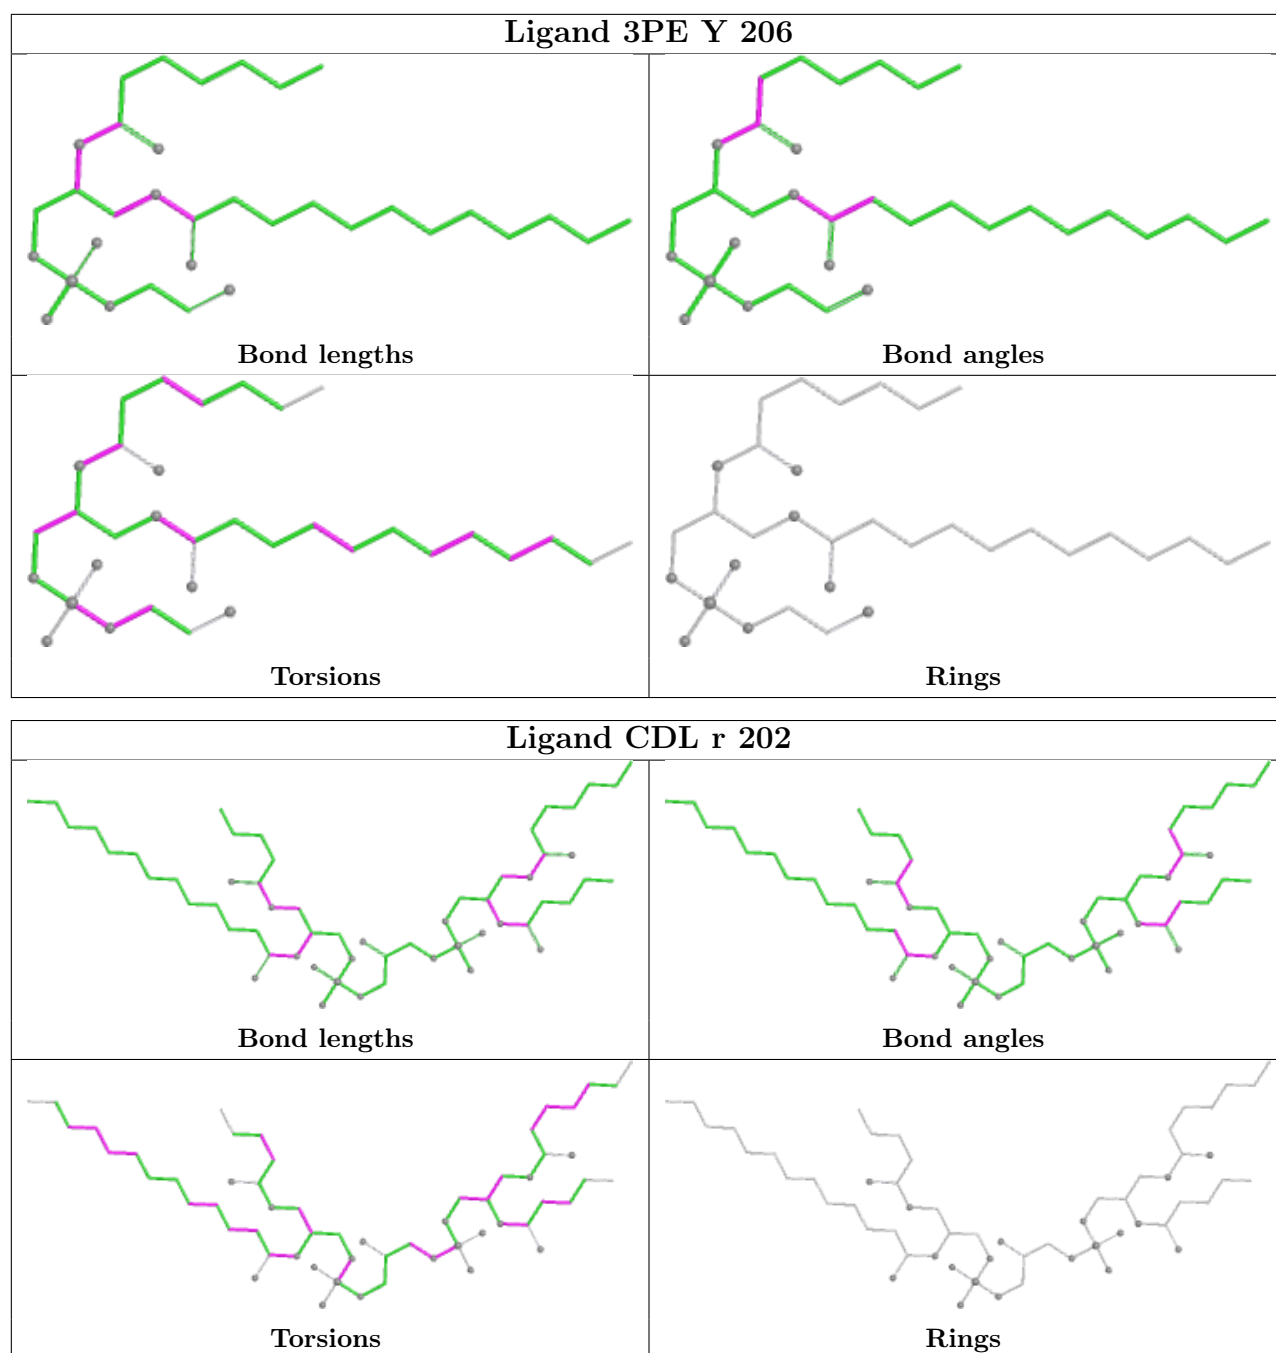 Ligand 3PE Y 206
Bond lengths
Bond angles
Torsions
Rings
Ligand CDL r 202
Bond lengths
Bond angles
Torsions
Rings